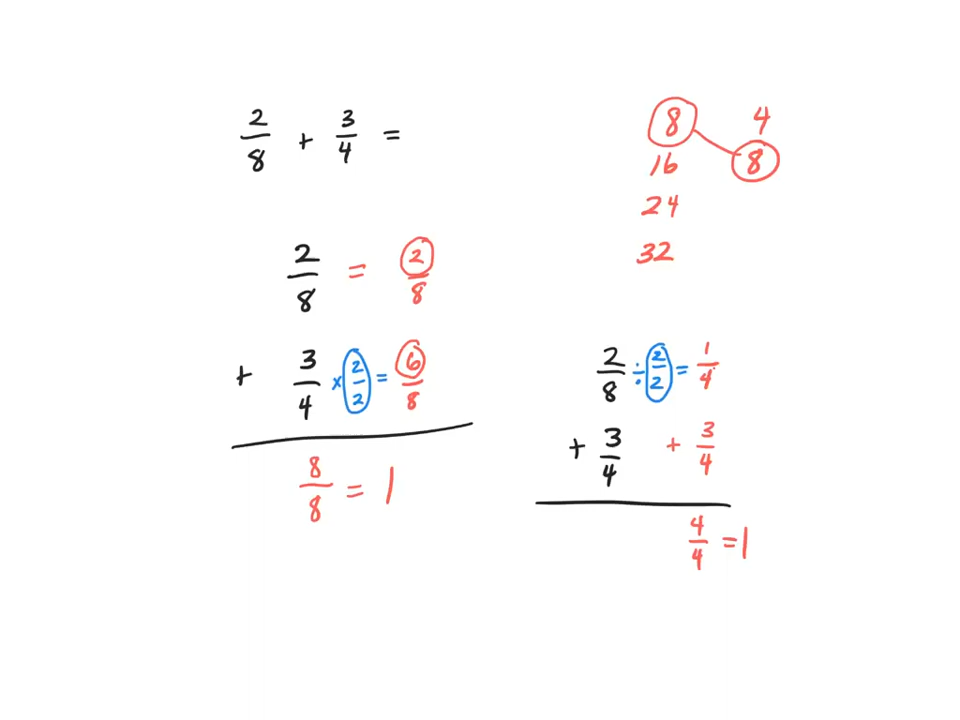 2/8 + 3/4 =
8 4
16 8
24
32
2/8 = 2/8
+ 3/4 × 2/2 = 6/8
8/8 = 1
2/8 ÷ 2/2 = 1/4
+ 3/4 + 3/4
4/4 = 1